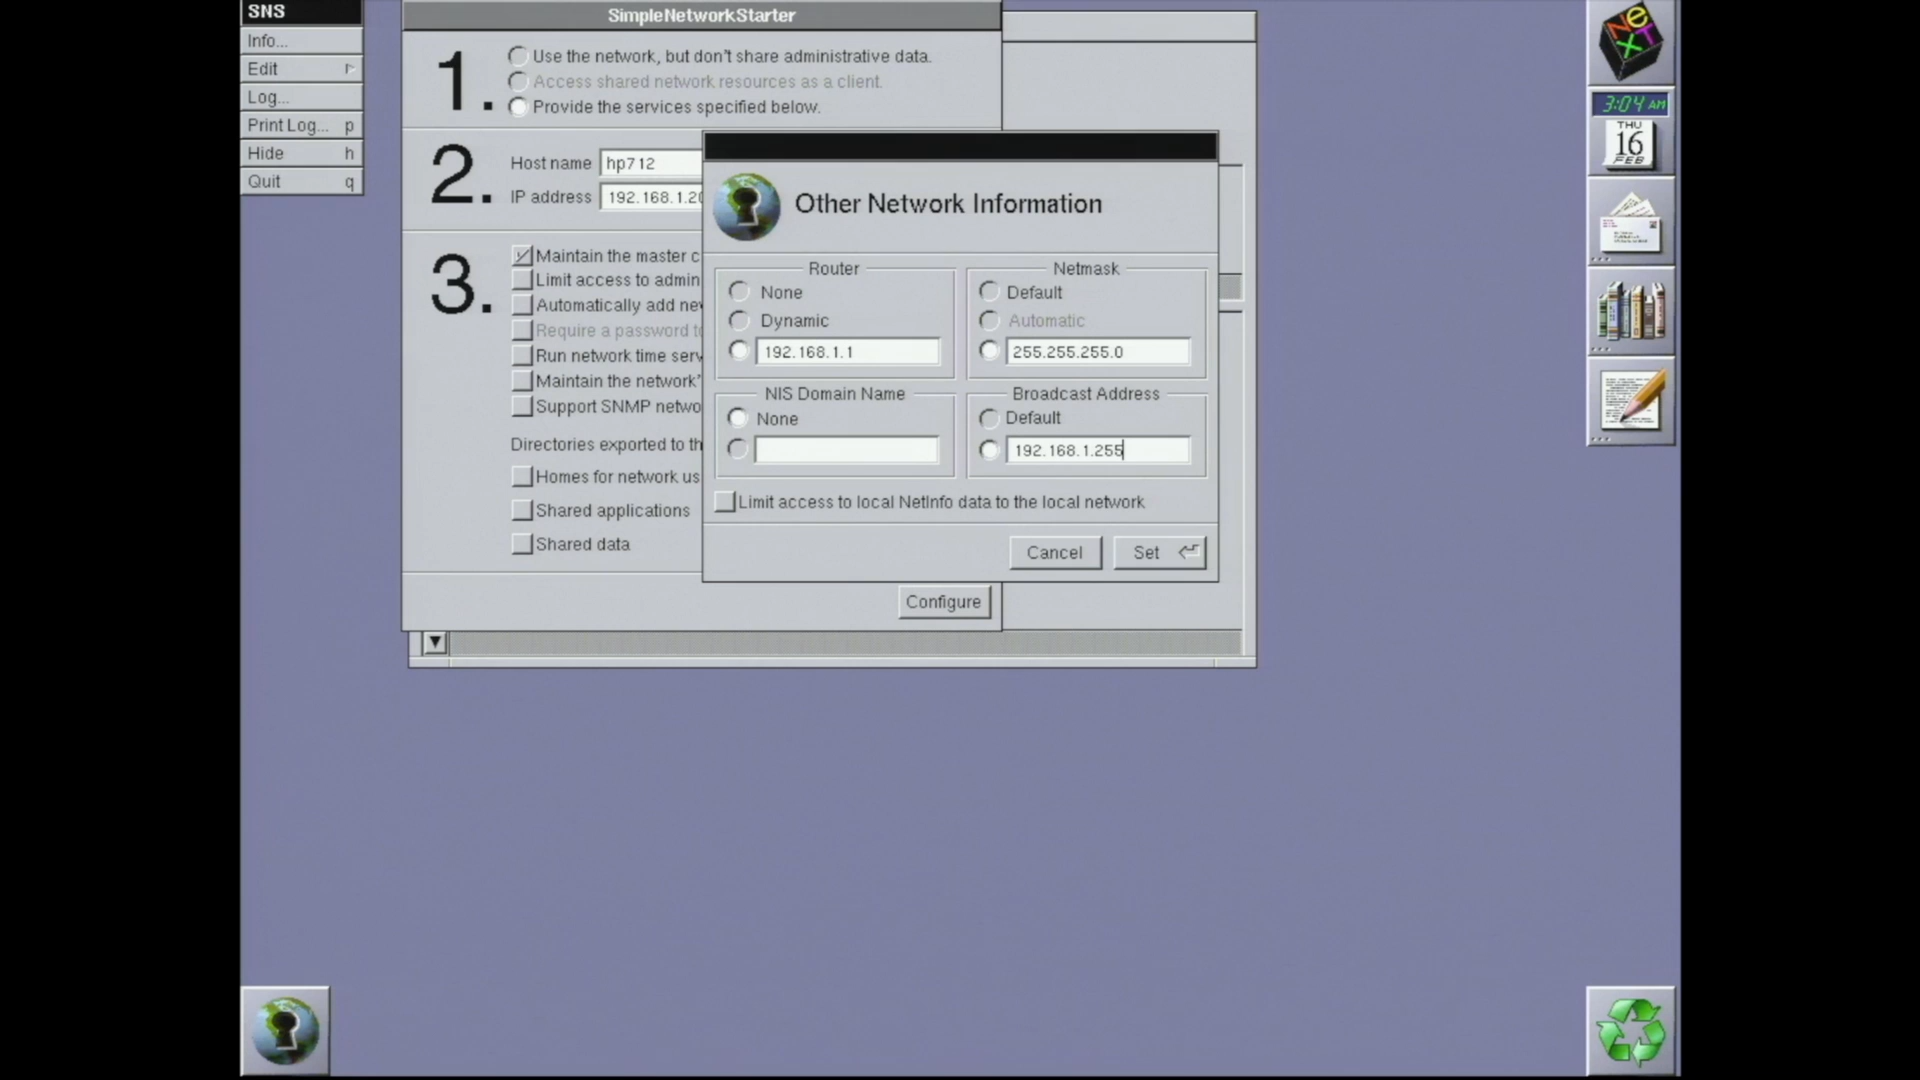 SNS
Info...
Edit
Log...
Print Log... p
Hide h
Quit q
SimpleNetworkStarter
1.
Use the network, but don't share administrative data.
Access shared network resources as a client.
Provide the services specified below.
2.
Host name hp712
IP address 192.168.1.20
3.
Maintain the master c
Limit access to admin
Automatically add ne
Require a password to
Run network time serv
Maintain the network'
Support SNMP netwo
Directories exported to th
Homes for network us
Shared applications
Shared data
Configure
Other Network Information
Router
None
Dynamic
192.168.1.1
Netmask
Default
Automatic
255.255.255.0
NIS Domain Name
None
Broadcast Address
Default
192.168.1.255
Limit access to local NetInfo data to the local network
Cancel
Set
NeXT
3:04 AM
THU
16
FEB